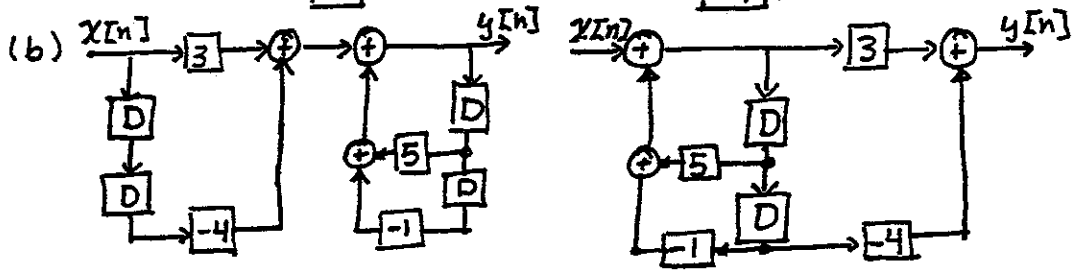 (b) x[n] 3 + + y[n] x[n] + 3 + y[n]
D D D
+ 5 + 5
D D D
-4 -1 -1 -4